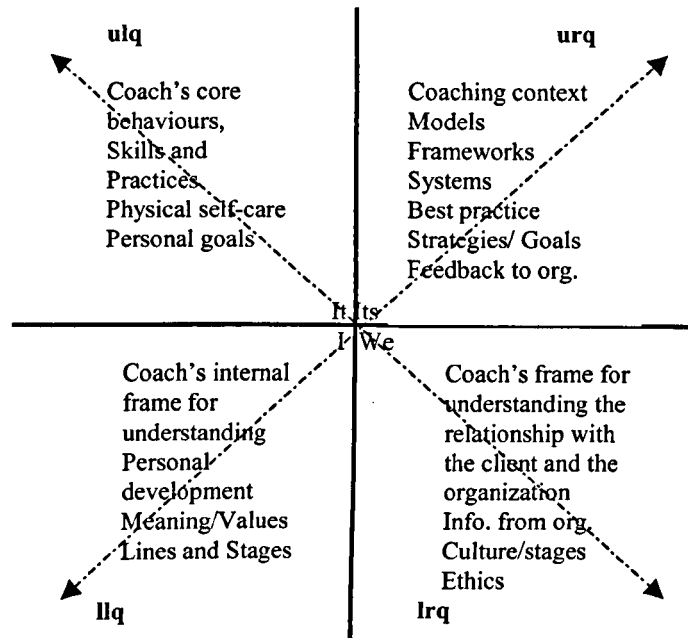 ulq
Coach's core
behaviours,
Skills and
Practices
Physical self-care
Personal goals
urq
Coaching context
Models
Frameworks
Systems
Best practice
Strategies/ Goals
Feedback to org.
It Its
I We
Coach's internal
frame for
understanding
Personal
development
Meaning/Values
Lines and Stages
llq
Coach's frame for
understanding the
relationship with
the client and the
organization
Info. from org.
Culture/stages
Ethics
lrq